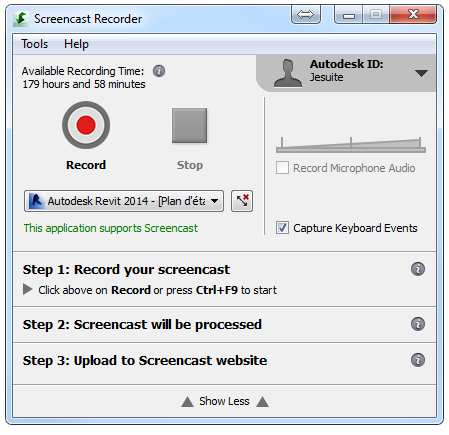 Screencast Recorder
Tools Help
Available Recording Time:
179 hours and 58 minutes
Autodesk ID:
Jesuite
Record
Stop
Record Microphone Audio
Autodesk Revit 2014 - [Plan d'éta
This application supports Screencast
Capture Keyboard Events
Step 1: Record your screencast
Click above on Record or press Ctrl+F9 to start
Step 2: Screencast will be processed
Step 3: Upload to Screencast website
Show Less